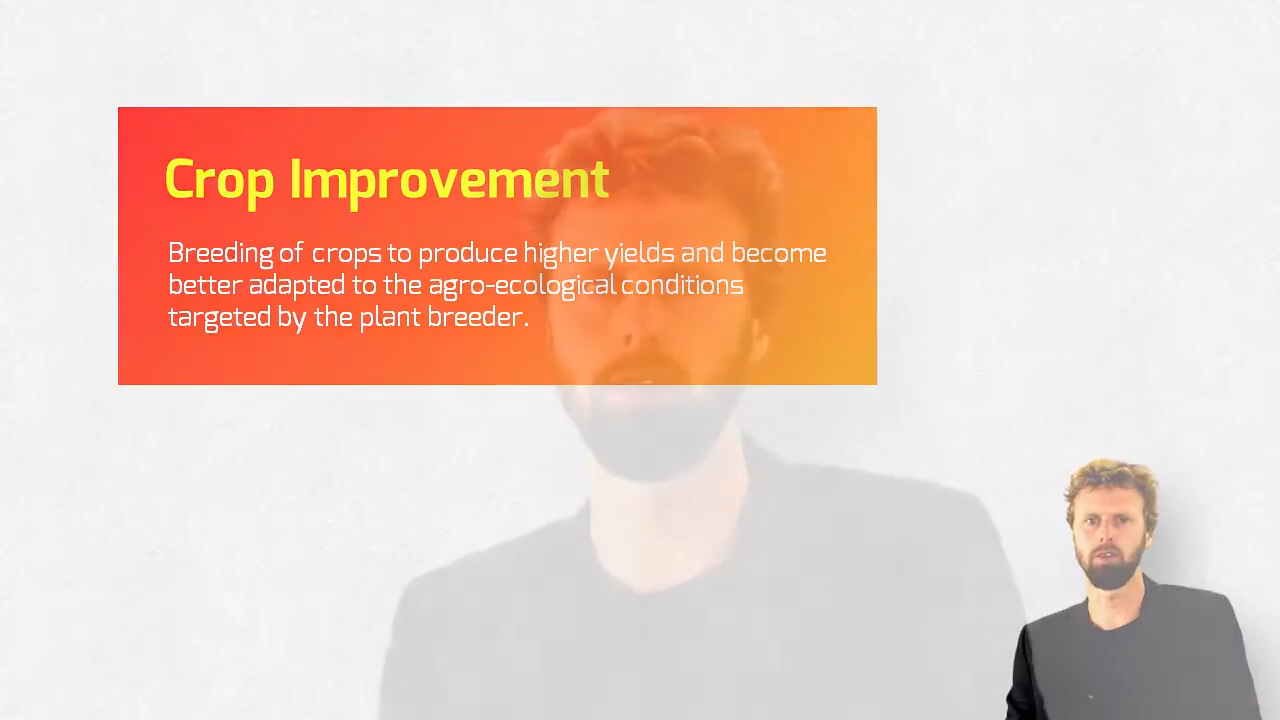 Crop Improvement
Breeding of crops to produce higher yields and become
better adapted to the agro-ecological conditions
targeted by the plant breeder.